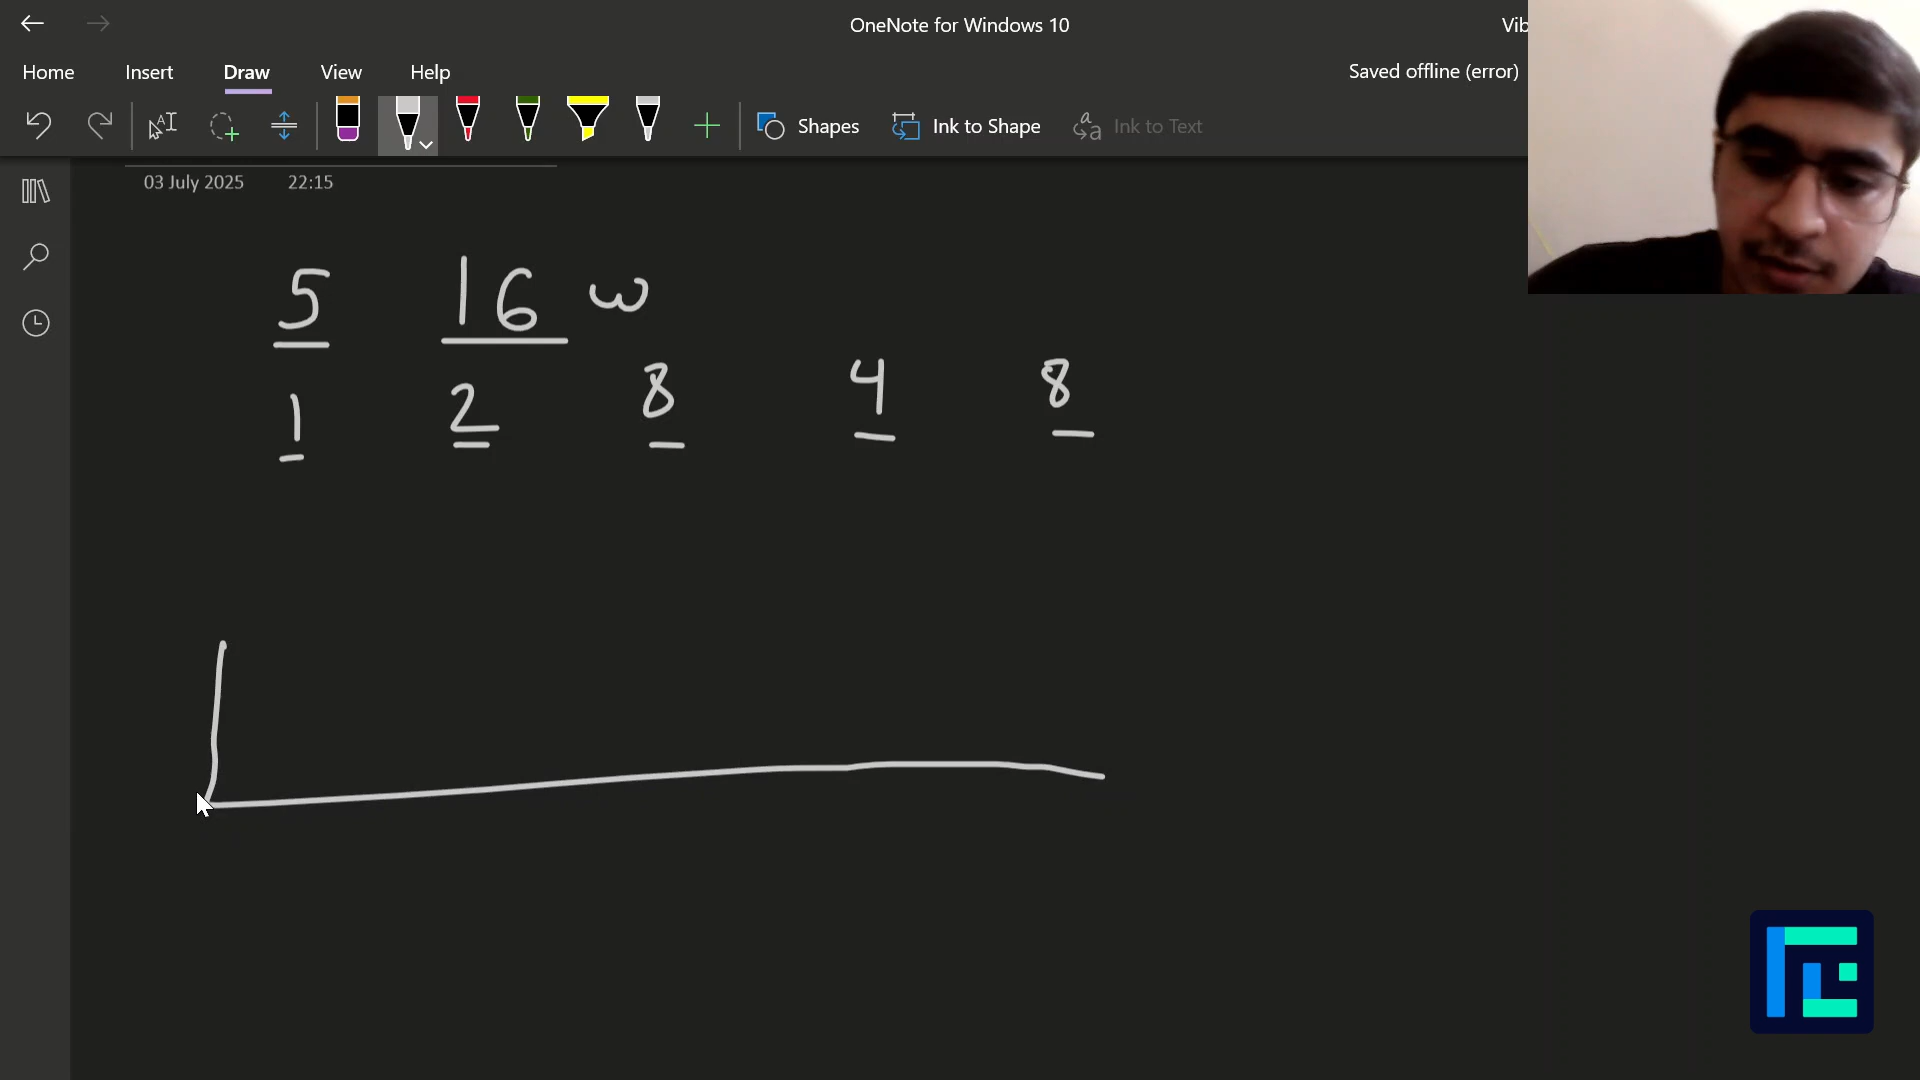 OneNote for Windows 10
Vib
Home Insert Draw View Help
Saved offline (error)
Shapes Ink to Shape Ink to Text
03 July 2025 22:15
5 16 w
1 2 8 4 8